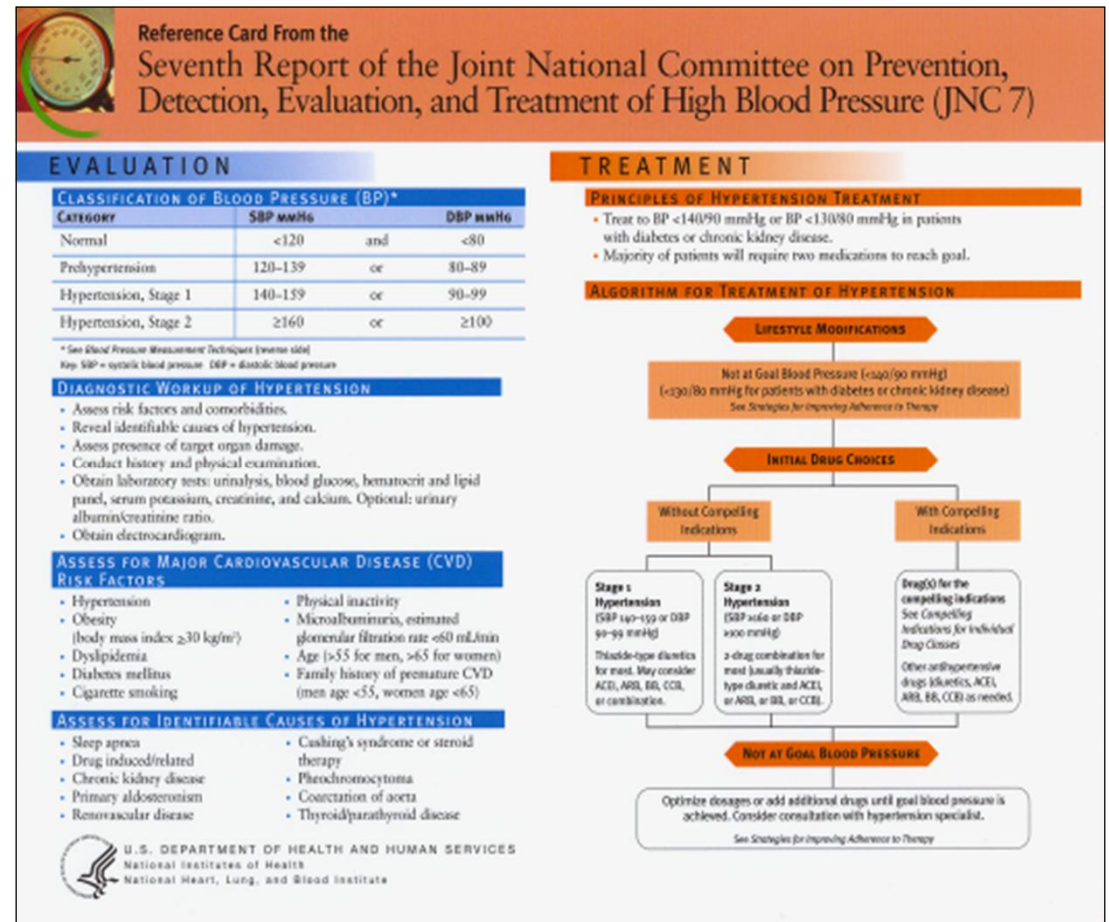 Reference Card From the
Seventh Report of the Joint National Committee on Prevention,
Detection, Evaluation, and Treatment of High Blood Pressure (JNC 7)
EVALUATION
CLASSIFICATION OF BLOOD PRESSURE (BP)*
CATEGORY SBP MMHG DBP MMHG
Normal <120 and <80
Prehypertension 120–139 or 80–89
Hypertension, Stage 1 140–159 or 90–99
Hypertension, Stage 2 ≥160 or ≥100
* See Blood Pressure Measurement Techniques (reverse side)
Key: SBP = systolic blood pressure DBP = diastolic blood pressure
DIAGNOSTIC WORKUP OF HYPERTENSION
• Assess risk factors and comorbidities.
• Reveal identifiable causes of hypertension.
• Assess presence of target organ damage.
• Conduct history and physical examination.
• Obtain laboratory tests: urinalysis, blood glucose, hematocrit and lipid
panel, serum potassium, creatinine, and calcium. Optional: urinary
albumin/creatinine ratio.
• Obtain electrocardiogram.
ASSESS FOR MAJOR CARDIOVASCULAR DISEASE (CVD)
RISK FACTORS
• Hypertension
• Obesity
(body mass index ≥30 kg/m²)
• Dyslipidemia
• Diabetes mellitus
• Cigarette smoking
• Physical inactivity
• Microalbuminuria, estimated
glomerular filtration rate <60 mL/min
• Age (>55 for men, >65 for women)
• Family history of premature CVD
(men age <55, women age <65)
ASSESS FOR IDENTIFIABLE CAUSES OF HYPERTENSION
• Sleep apnea
• Drug induced/related
• Chronic kidney disease
• Primary aldosteronism
• Renovascular disease
• Cushing's syndrome or steroid
therapy
• Pheochromocytoma
• Coarctation of aorta
• Thyroid/parathyroid disease
U.S. DEPARTMENT OF HEALTH AND HUMAN SERVICES
National Institutes of Health
National Heart, Lung, and Blood Institute
TREATMENT
PRINCIPLES OF HYPERTENSION TREATMENT
• Treat to BP <140/90 mmHg or BP <130/80 mmHg in patients
with diabetes or chronic kidney disease.
• Majority of patients will require two medications to reach goal.
ALGORITHM FOR TREATMENT OF HYPERTENSION
LIFESTYLE MODIFICATIONS
Not at Goal Blood Pressure (<140/90 mmHg)
(<130/80 mmHg for patients with diabetes or chronic kidney disease)
See Strategies for Improving Adherence to Therapy
INITIAL DRUG CHOICES
Without Compelling
Indications
With Compelling
Indications
Stage 1
Hypertension
(SBP 140–159 or DBP
90–99 mmHg)
Thiazide-type diuretics
for most. May consider
ACEI, ARB, BB, CCB,
or combination.
Stage 2
Hypertension
(SBP ≥160 or DBP
≥100 mmHg)
2-drug combination for
most (usually thiazide-
type diuretic and ACEI,
or ARB, or BB, or CCB).
Drug(s) for the
compelling indications
See Compelling
Indications for Individual
Drug Classes
Other antihypertensive
drugs (diuretics, ACEI,
ARB, BB, CCB) as needed.
NOT AT GOAL BLOOD PRESSURE
Optimize dosages or add additional drugs until goal blood pressure is
achieved. Consider consultation with hypertension specialist.
See Strategies for Improving Adherence to Therapy